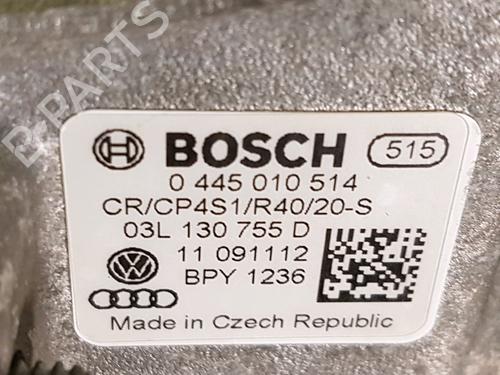 B-PARTS
BOSCH 515
0 445 010 514
CR/CP4S1/R40/20-S
03L 130 755 D
11 091112
BPY 1236
Made in Czech Republic